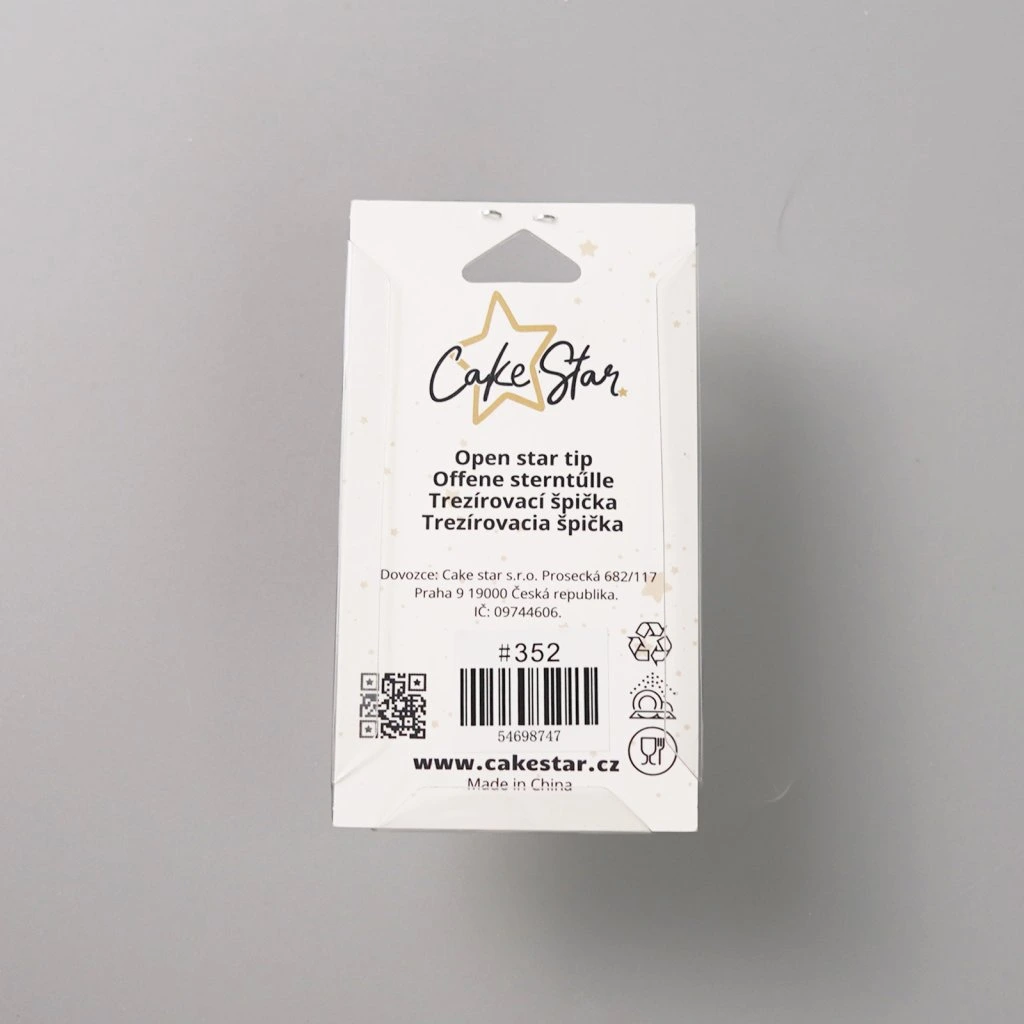 Cake Star
Open star tip
Offene sterntűlle
Trezírovací špička
Trezírovacia špička
Dovozce: Cake star s.r.o. Prosecká 682/117
Praha 9 19000 Česká republika.
IČ: 09744606.
#352
54698747
www.cakestar.cz
Made in China